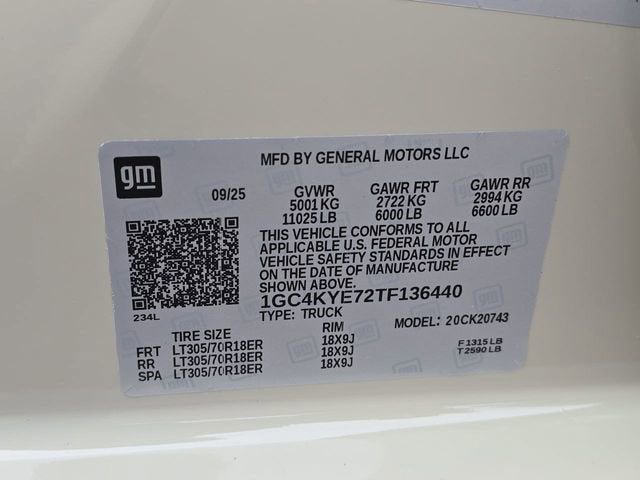 gm
MFD BY GENERAL MOTORS LLC
09/25
GVWR GAWR FRT GAWR RR
5001 KG 2722 KG 2994 KG
11025 LB 6000 LB 6600 LB
THIS VEHICLE CONFORMS TO ALL
APPLICABLE U.S. FEDERAL MOTOR
VEHICLE SAFETY STANDARDS IN EFFECT
ON THE DATE OF MANUFACTURE
SHOWN ABOVE.
1GC4KYE72TF136440
234L
TYPE: TRUCK
MODEL: 20CK20743
TIRE SIZE RIM
FRT LT305/70R18ER 18X9J
RR LT305/70R18ER 18X9J
SPA LT305/70R18ER 18X9J
F 1315 LB
T 2590 LB